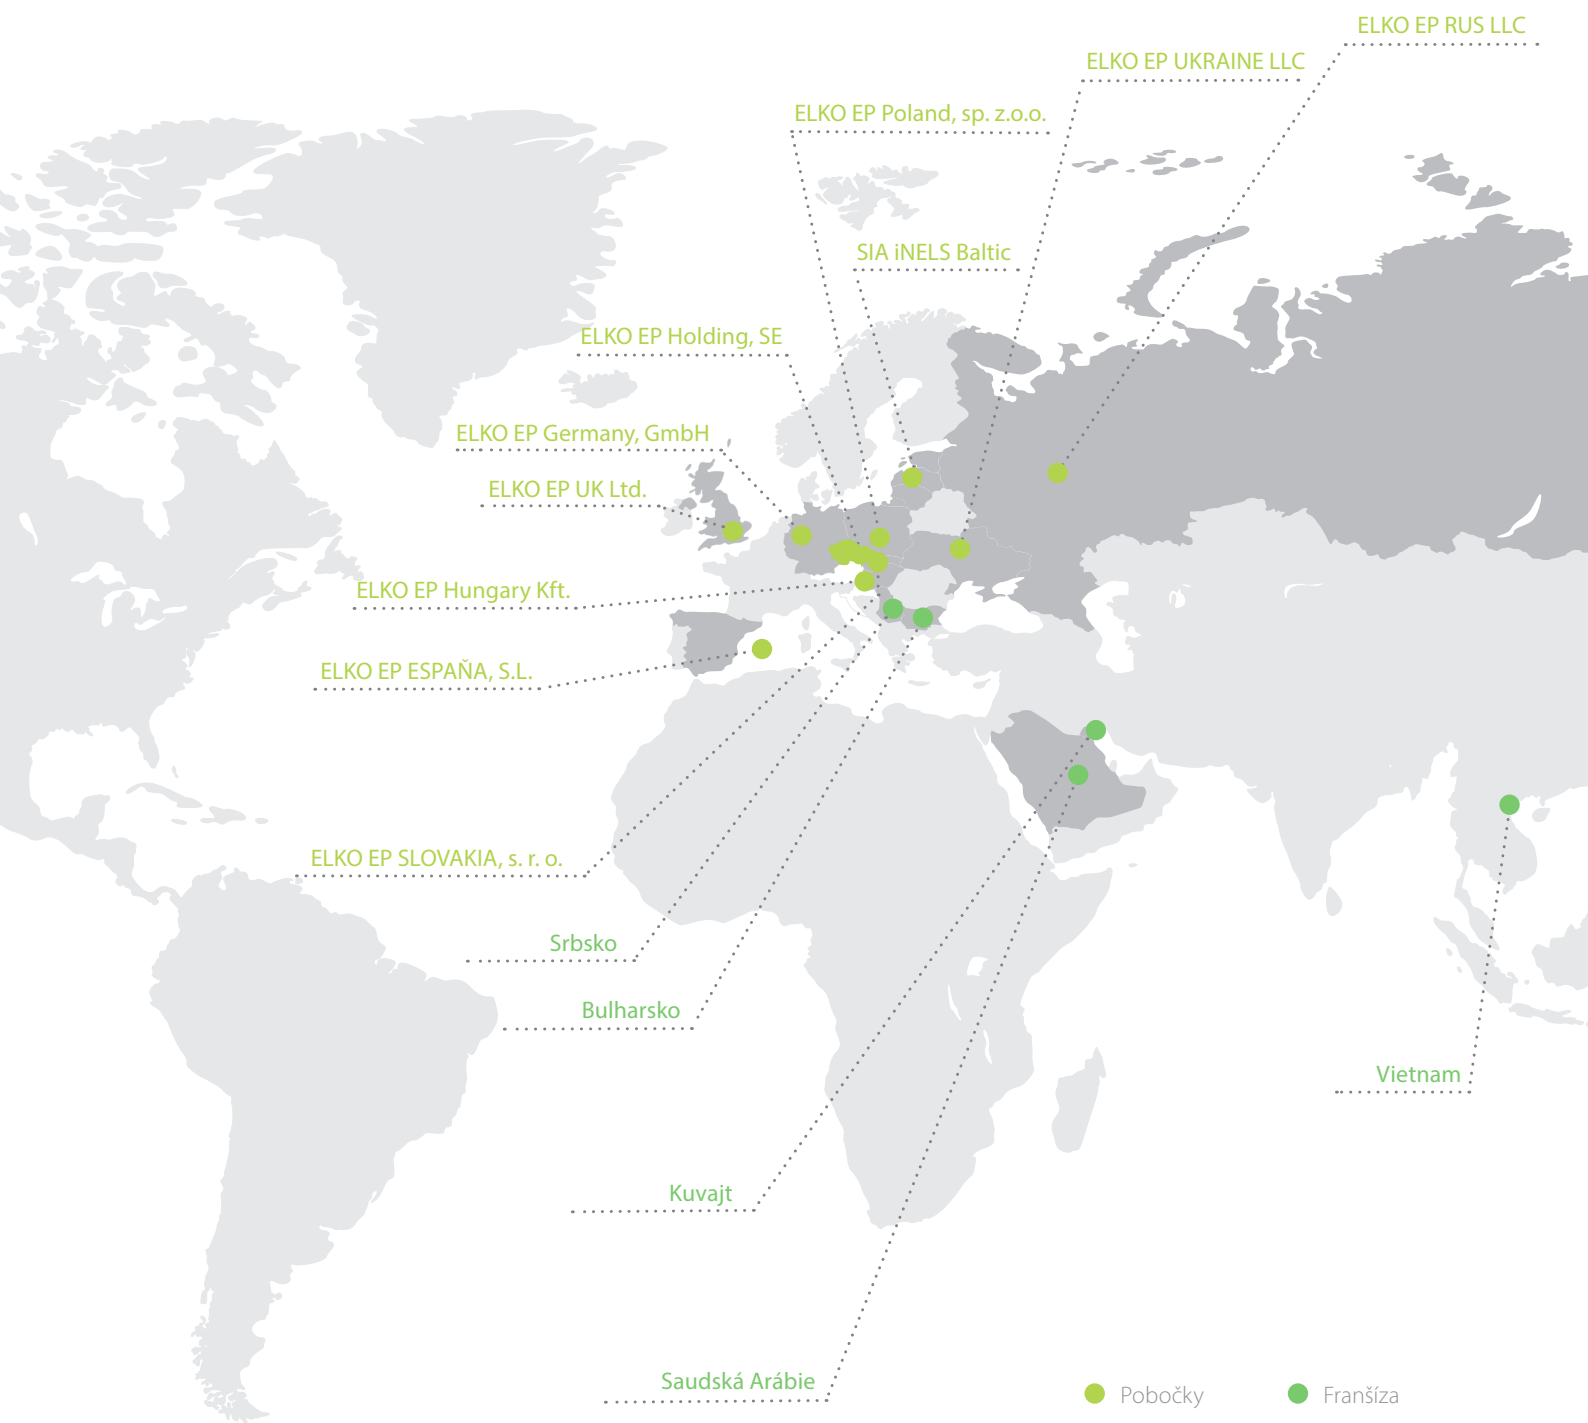 ELKO EP RUS LLC
ELKO EP UKRAINE LLC
ELKO EP Poland, sp. z.o.o.
SIA iNELS Baltic
ELKO EP Holding, SE
ELKO EP Germany, GmbH
ELKO EP UK Ltd.
ELKO EP Hungary Kft.
ELKO EP ESPAŇA, S.L.
ELKO EP SLOVAKIA, s. r. o.
Srbsko
Bulharsko
Vietnam
Kuvajt
Saudská Arábie
Pobočky
Franšíza